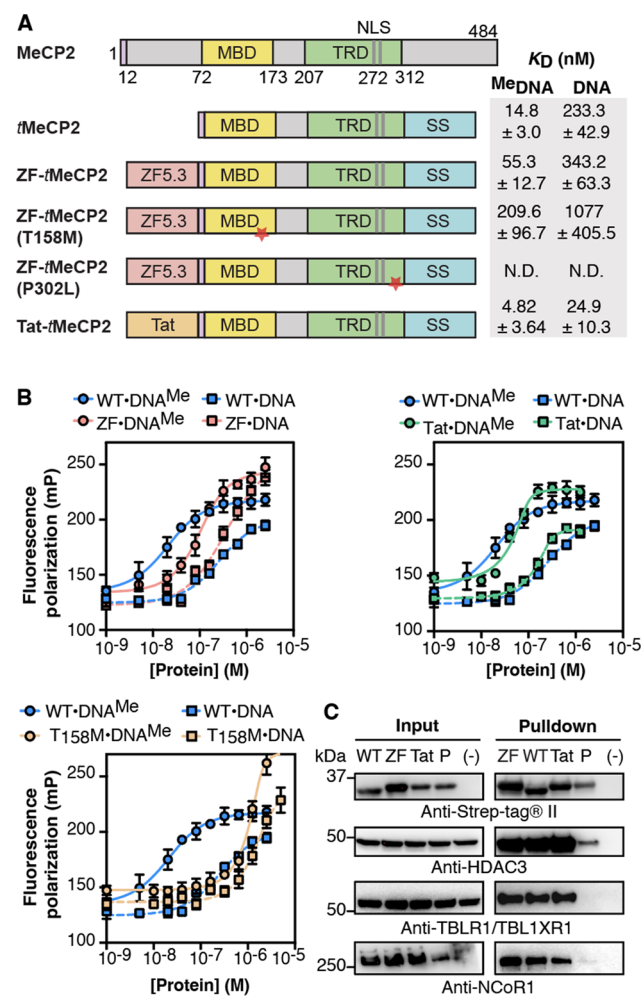 A
NLS
MeCP2
1
MBD
TRD
484
12
72
173
207
272
312
KD (nM)
MeDNA
DNA
tMeCP2
MBD
TRD
SS
14.8
± 3.0
233.3
± 42.9
ZF-tMeCP2
ZF5.3
MBD
TRD
SS
55.3
± 12.7
343.2
± 63.3
ZF-tMeCP2
(T158M)
ZF5.3
MBD
TRD
SS
209.6
± 96.7
1077
± 405.5
ZF-tMeCP2
(P302L)
ZF5.3
MBD
TRD
SS
N.D.
N.D.
Tat-tMeCP2
Tat
MBD
TRD
SS
4.82
± 3.64
24.9
± 10.3
B
WT•DNAMe
WT•DNA
ZF•DNAMe
ZF•DNA
Fluorescence
polarization (mP)
250
200
150
100
10-9
10-8
10-7
10-6
10-5
[Protein] (M)
WT•DNAMe
WT•DNA
Tat•DNAMe
Tat•DNA
250
200
150
100
10-9
10-8
10-7
10-6
10-5
[Protein] (M)
WT•DNAMe
WT•DNA
T158M•DNAMe
T158M•DNA
Fluorescence
polarization (mP)
250
200
150
100
10-9
10-8
10-7
10-6
10-5
[Protein] (M)
C
Input
Pulldown
kDa
WT ZF Tat P (-)
ZF WT Tat P (-)
37
Anti-Strep-tag® II
50
Anti-HDAC3
50
Anti-TBLR1/TBL1XR1
250
Anti-NCoR1